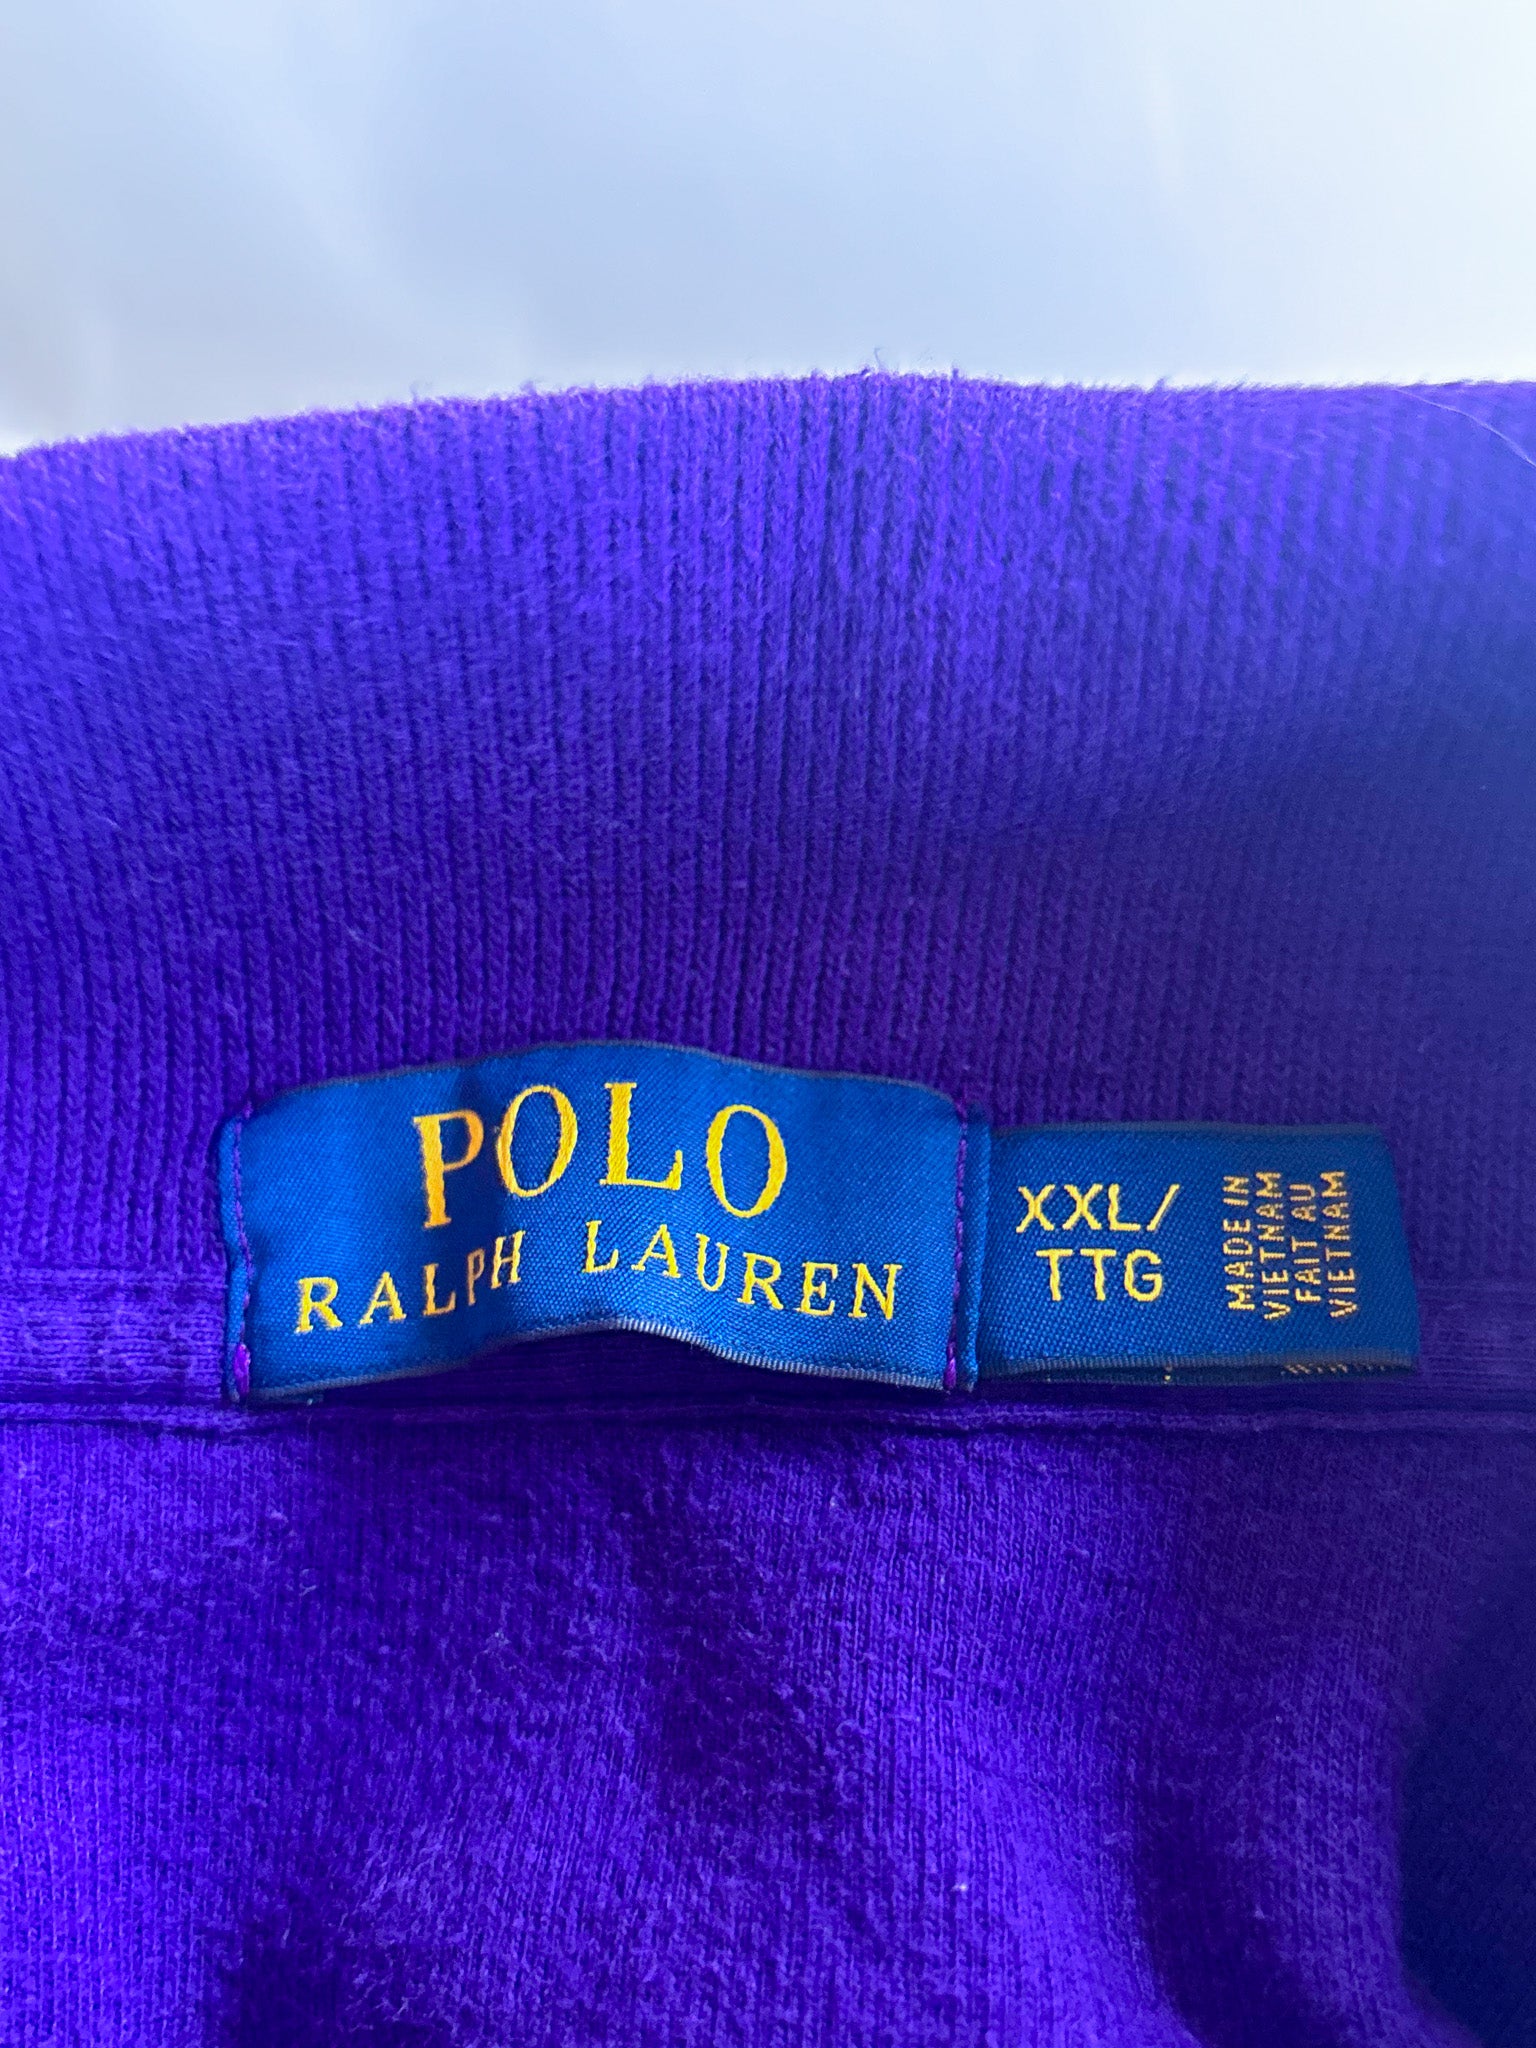 POLO
RALPH LAUREN
XXL/
TTG
MADE IN
VIETNAM
FAIT AU
VIETNAM